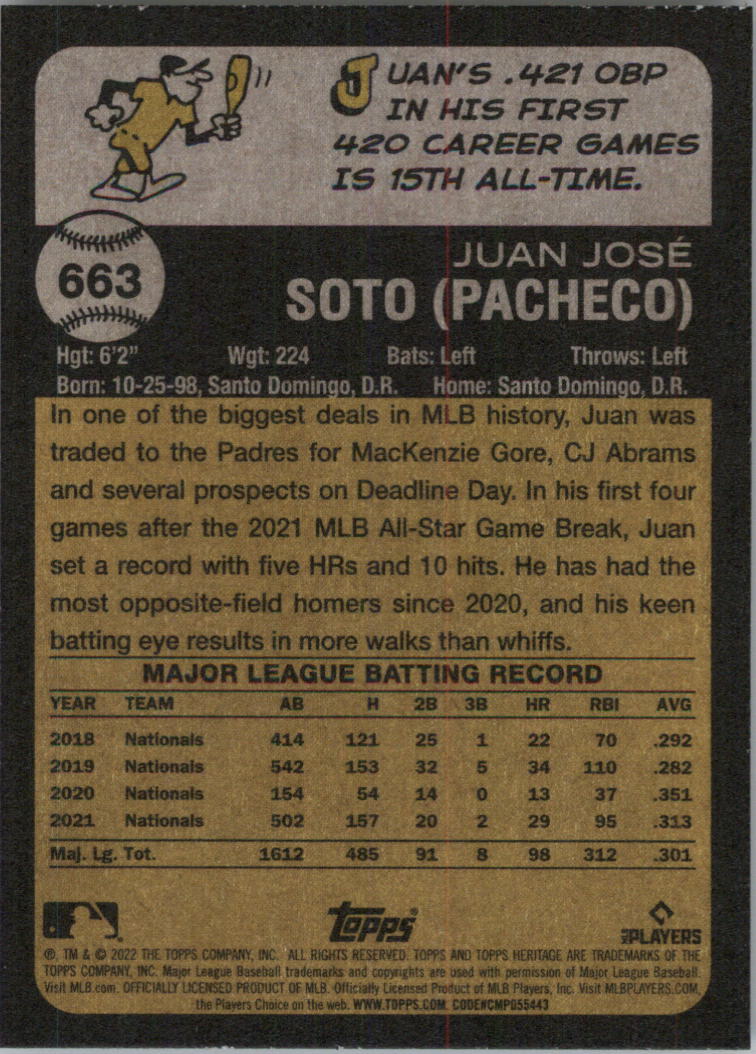 JUAN'S .421 OBP
IN HIS FIRST
420 CAREER GAMES
IS 15TH ALL-TIME.
663
JUAN JOSÉ
SOTO (PACHECO)
Hgt: 6'2" Wgt: 224 Bats: Left Throws: Left
Born: 10-25-98, Santo Domingo, D.R. Home: Santo Domingo, D.R.
In one of the biggest deals in MLB history, Juan was
traded to the Padres for MacKenzie Gore, CJ Abrams
and several prospects on Deadline Day. In his first four
games after the 2021 MLB All-Star Game Break, Juan
set a record with five HRs and 10 hits. He has had the
most opposite-field homers since 2020, and his keen
batting eye results in more walks than whiffs.
MAJOR LEAGUE BATTING RECORD
YEAR TEAM AB H 2B 3B HR RBI AVG
2018 Nationals 414 121 25 1 22 70 .292
2019 Nationals 542 153 32 5 34 110 .282
2020 Nationals 154 54 14 0 13 37 .351
2021 Nationals 502 157 20 2 29 95 .313
Maj. Lg. Tot. 1612 485 91 8 98 312 .301
Topps
MLB PLAYERS
®, TM & © 2022 THE TOPPS COMPANY, INC. ALL RIGHTS RESERVED. TOPPS AND TOPPS HERITAGE ARE TRADEMARKS OF THE
TOPPS COMPANY, INC. Major League Baseball trademarks and copyrights are used with permission of Major League Baseball.
Visit MLB.com. OFFICIALLY LICENSED PRODUCT OF MLB. Officially Licensed Product of MLB Players, Inc. Visit MLBPLAYERS.COM,
the Players Choice on the web. WWW.TOPPS.COM. CODE#CMP055443